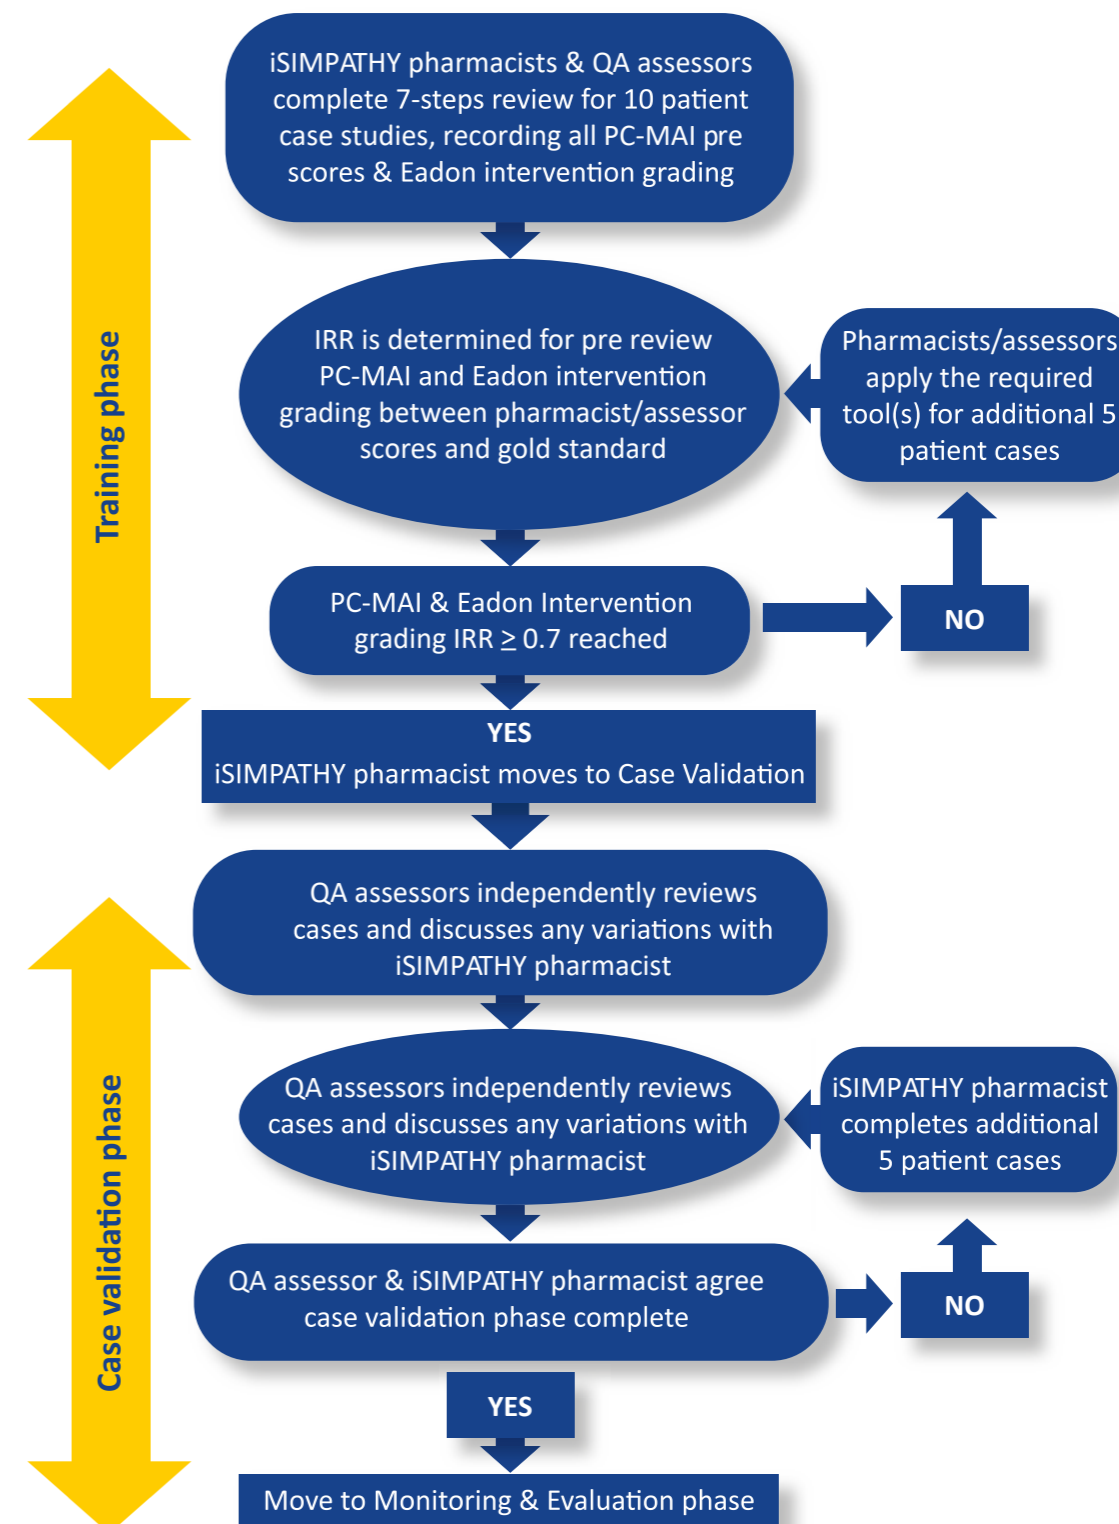 iSIMPATHY pharmacists & QA assessors
complete 7-steps review for 10 patient
case studies, recording all PC-MAI pre
scores & Eadon intervention grading
Training phase
IRR is determined for pre review
PC-MAI and Eadon intervention
grading between pharmacist/assessor
scores and gold standard
Pharmacists/assessors
apply the required
tool(s) for additional 5
patient cases
PC-MAI & Eadon Intervention
grading IRR ≥ 0.7 reached
NO
YES
iSIMPATHY pharmacist moves to Case Validation
Case validation phase
QA assessors independently reviews
cases and discusses any variations with
iSIMPATHY pharmacist
QA assessors independently reviews
cases and discusses any variations with
iSIMPATHY pharmacist
iSIMPATHY pharmacist
completes additional
5 patient cases
QA assessor & iSIMPATHY pharmacist agree
case validation phase complete
NO
YES
Move to Monitoring & Evaluation phase